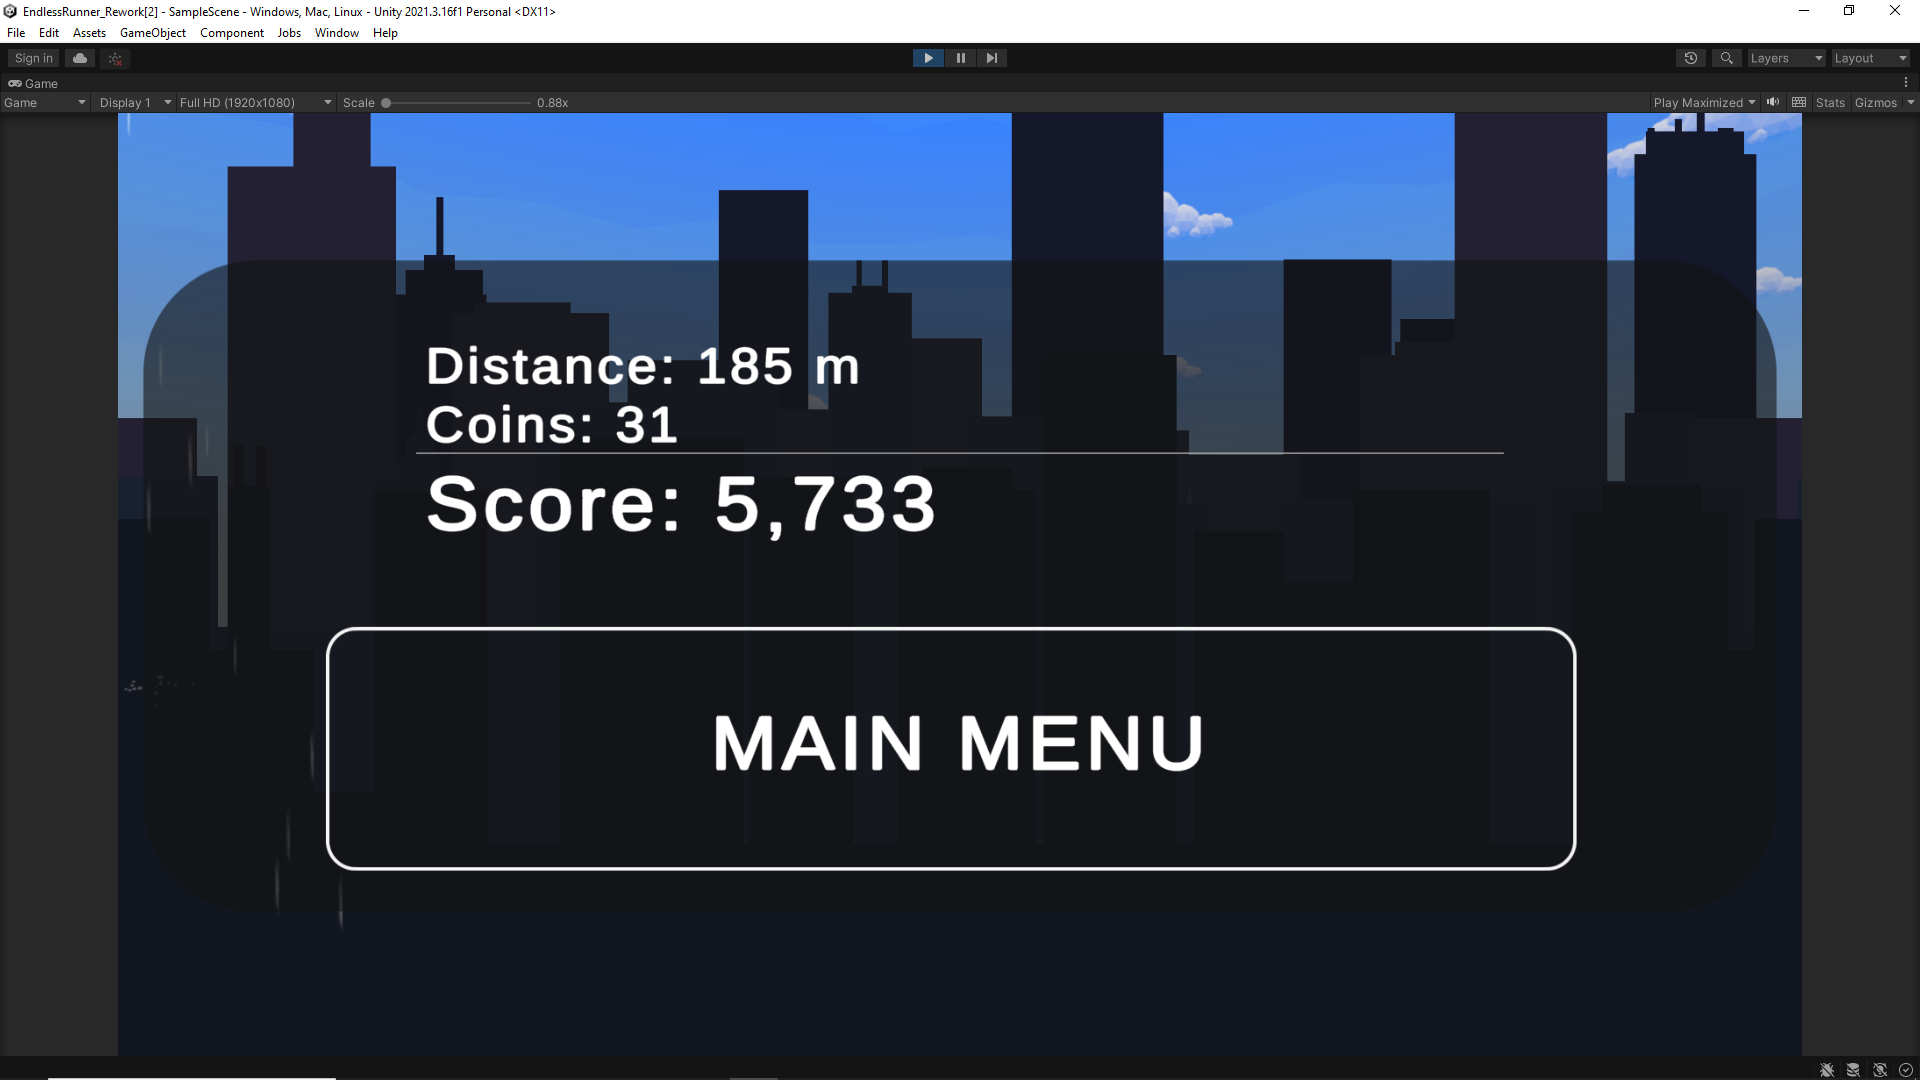 EndlessRunner_Rework[2] - SampleScene - Windows, Mac, Linux - Unity 2021.3.16f1 Personal <DX11>
File Edit Assets GameObject Component Jobs Window Help
Sign in Layers Layout
Game
Game Display 1 Full HD (1920x1080) Scale 0.88x Play Maximized Stats Gizmos
Distance: 185 m
Coins: 31
Score: 5,733
MAIN MENU